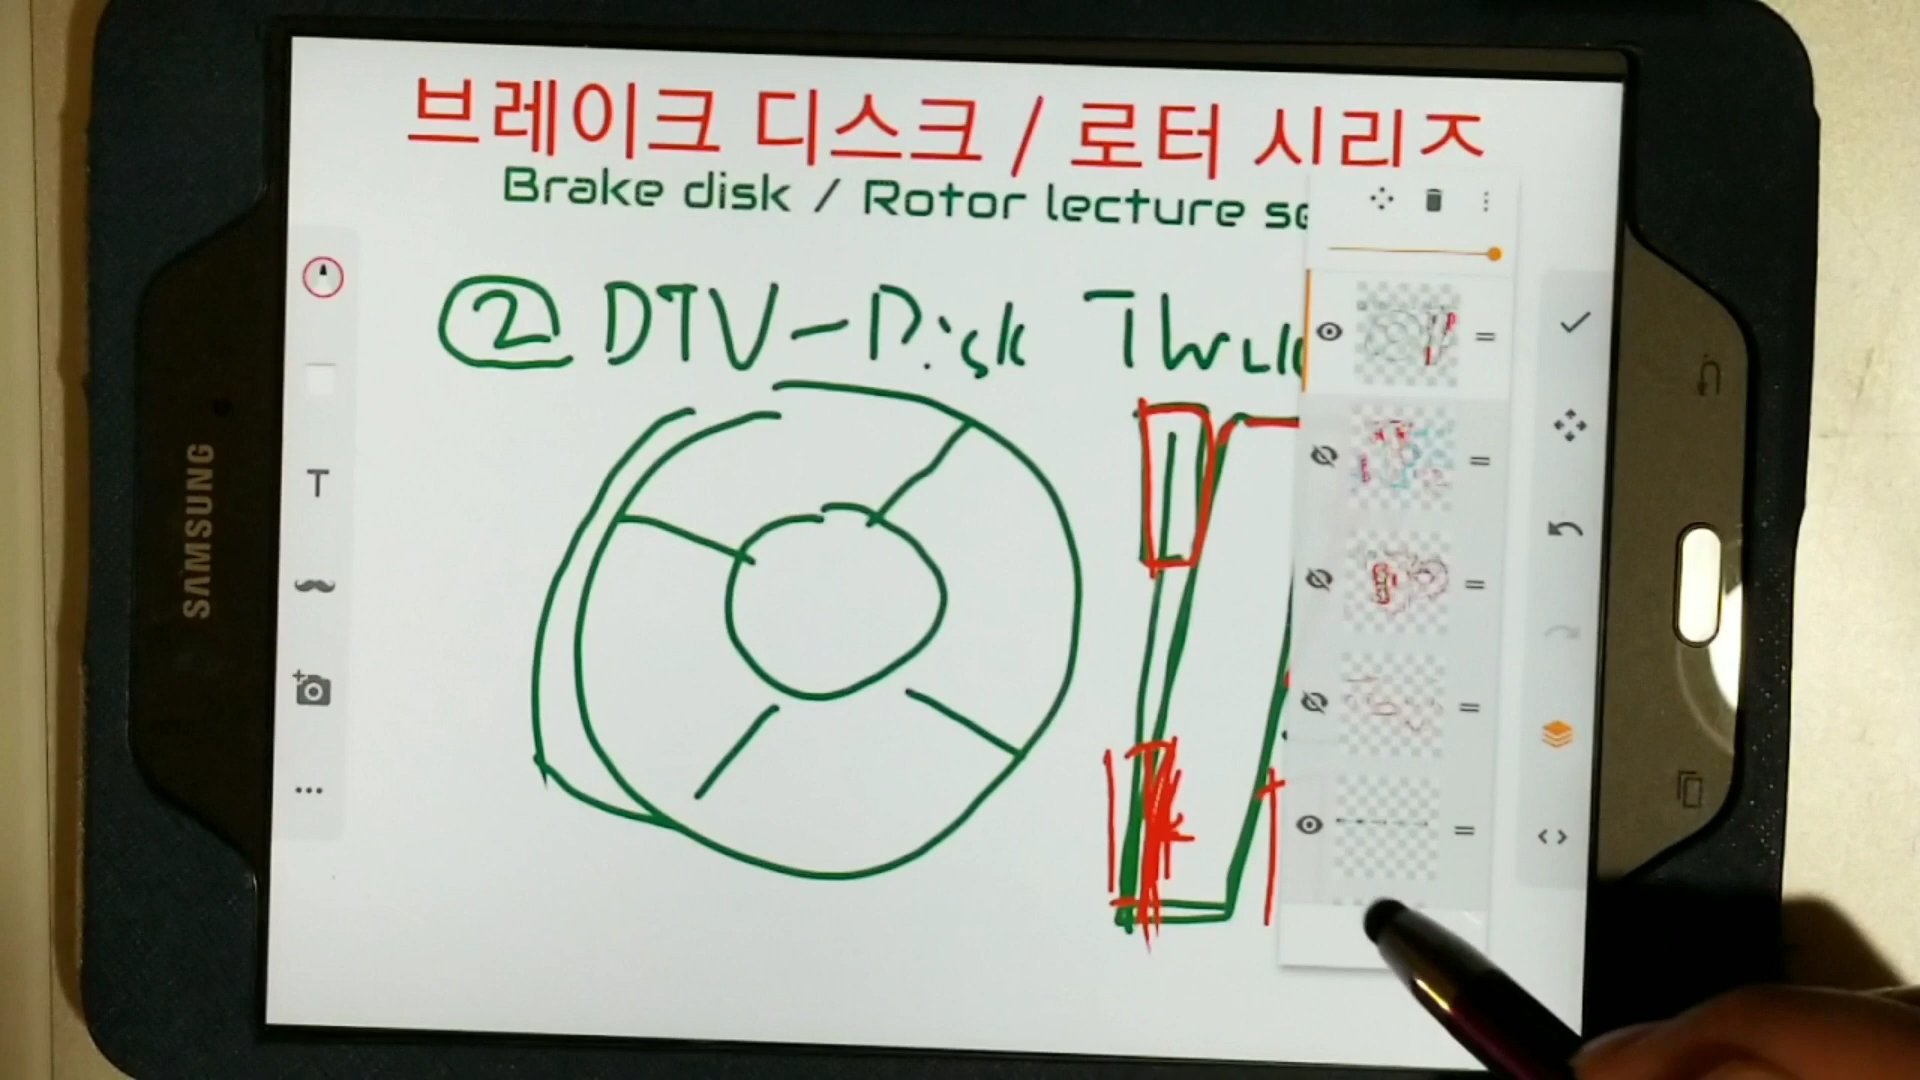 브레이크 디스크 / 로터 시리즈
Brake disk / Rotor lecture se
② DTV - Disk Thick
T
SAMSUNG